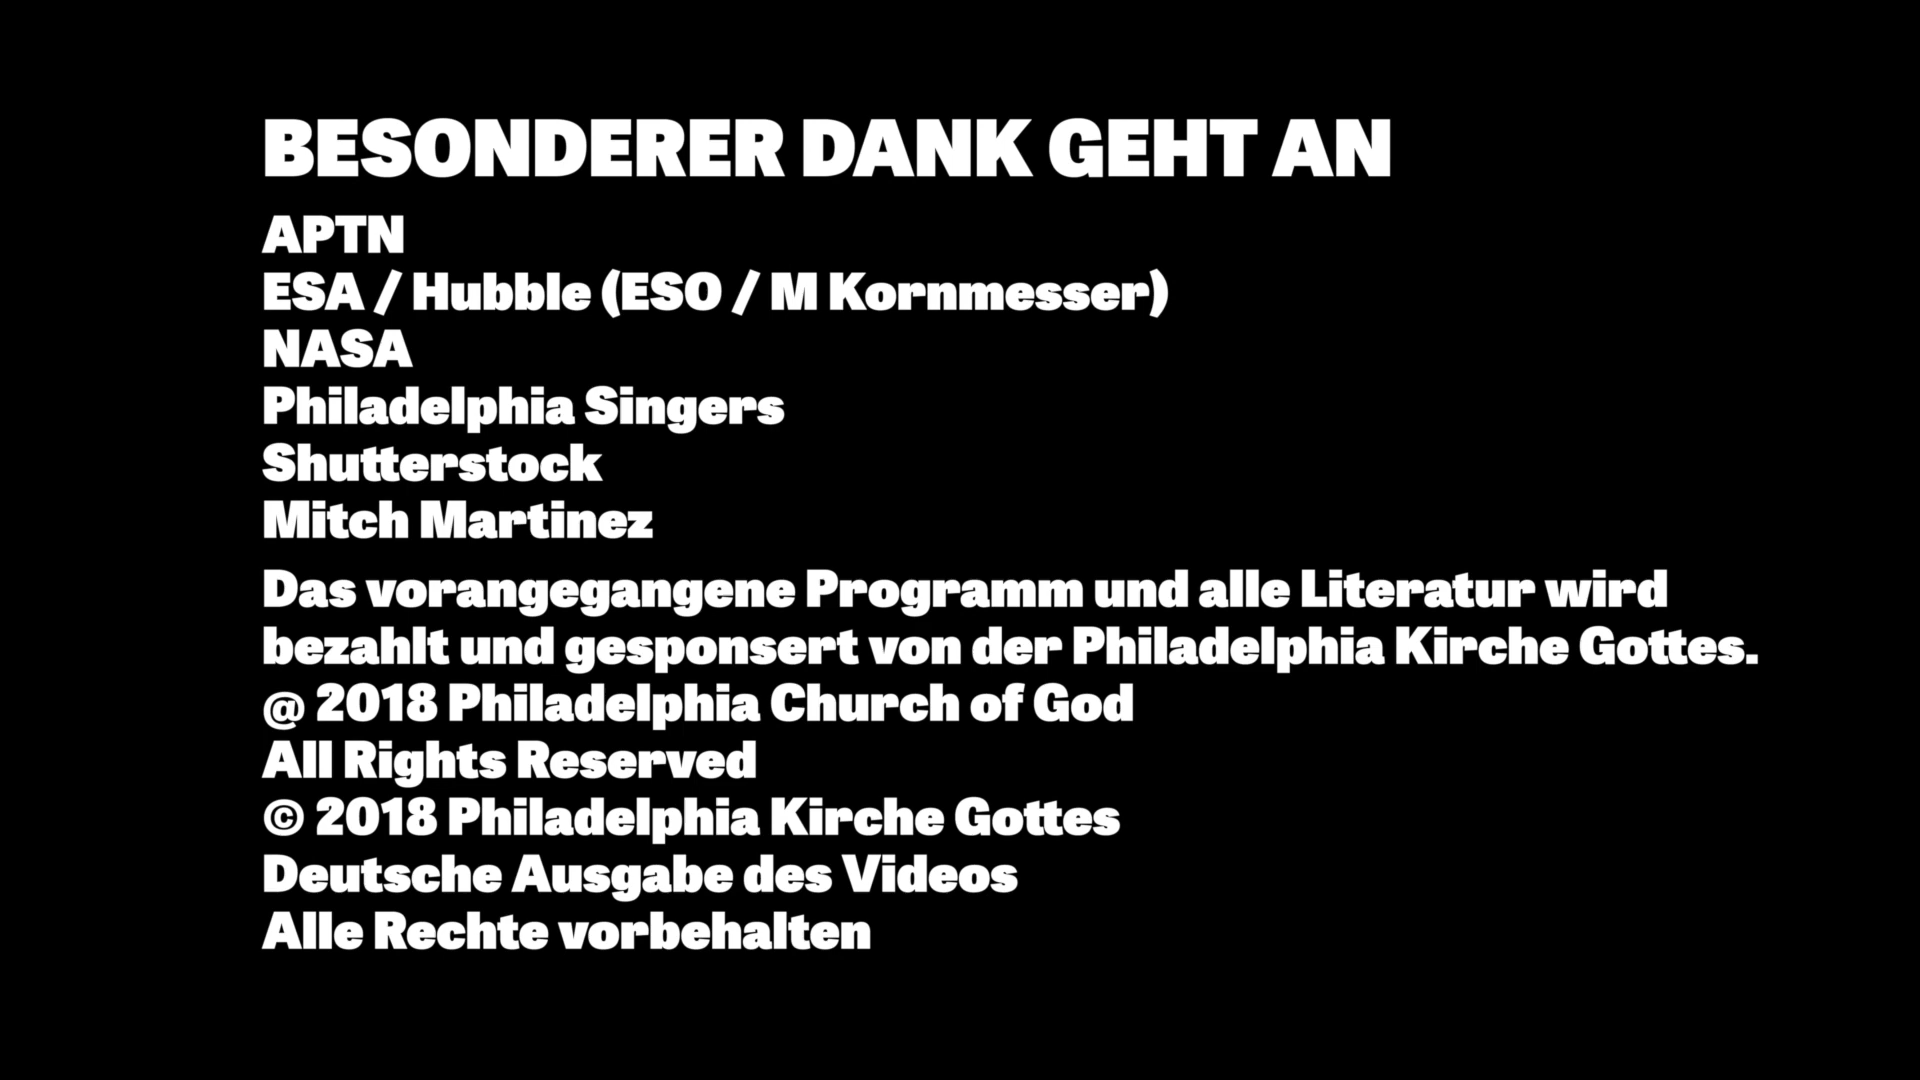 BESONDERER DANK GEHT AN
APTN
ESA / Hubble (ESO / M Kornmesser)
NASA
Philadelphia Singers
Shutterstock
Mitch Martinez
Das vorangegangene Programm und alle Literatur wird
bezahlt und gesponsert von der Philadelphia Kirche Gottes.
@ 2018 Philadelphia Church of God
All Rights Reserved
© 2018 Philadelphia Kirche Gottes
Deutsche Ausgabe des Videos
Alle Rechte vorbehalten